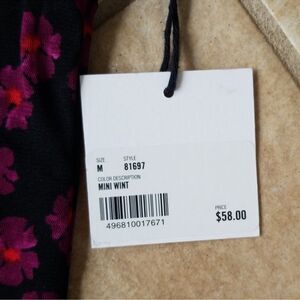 SIZE STYLE
M 81697
COLOR DESCRIPTION
MINI WINT
496810017671
PRICE
$58.00